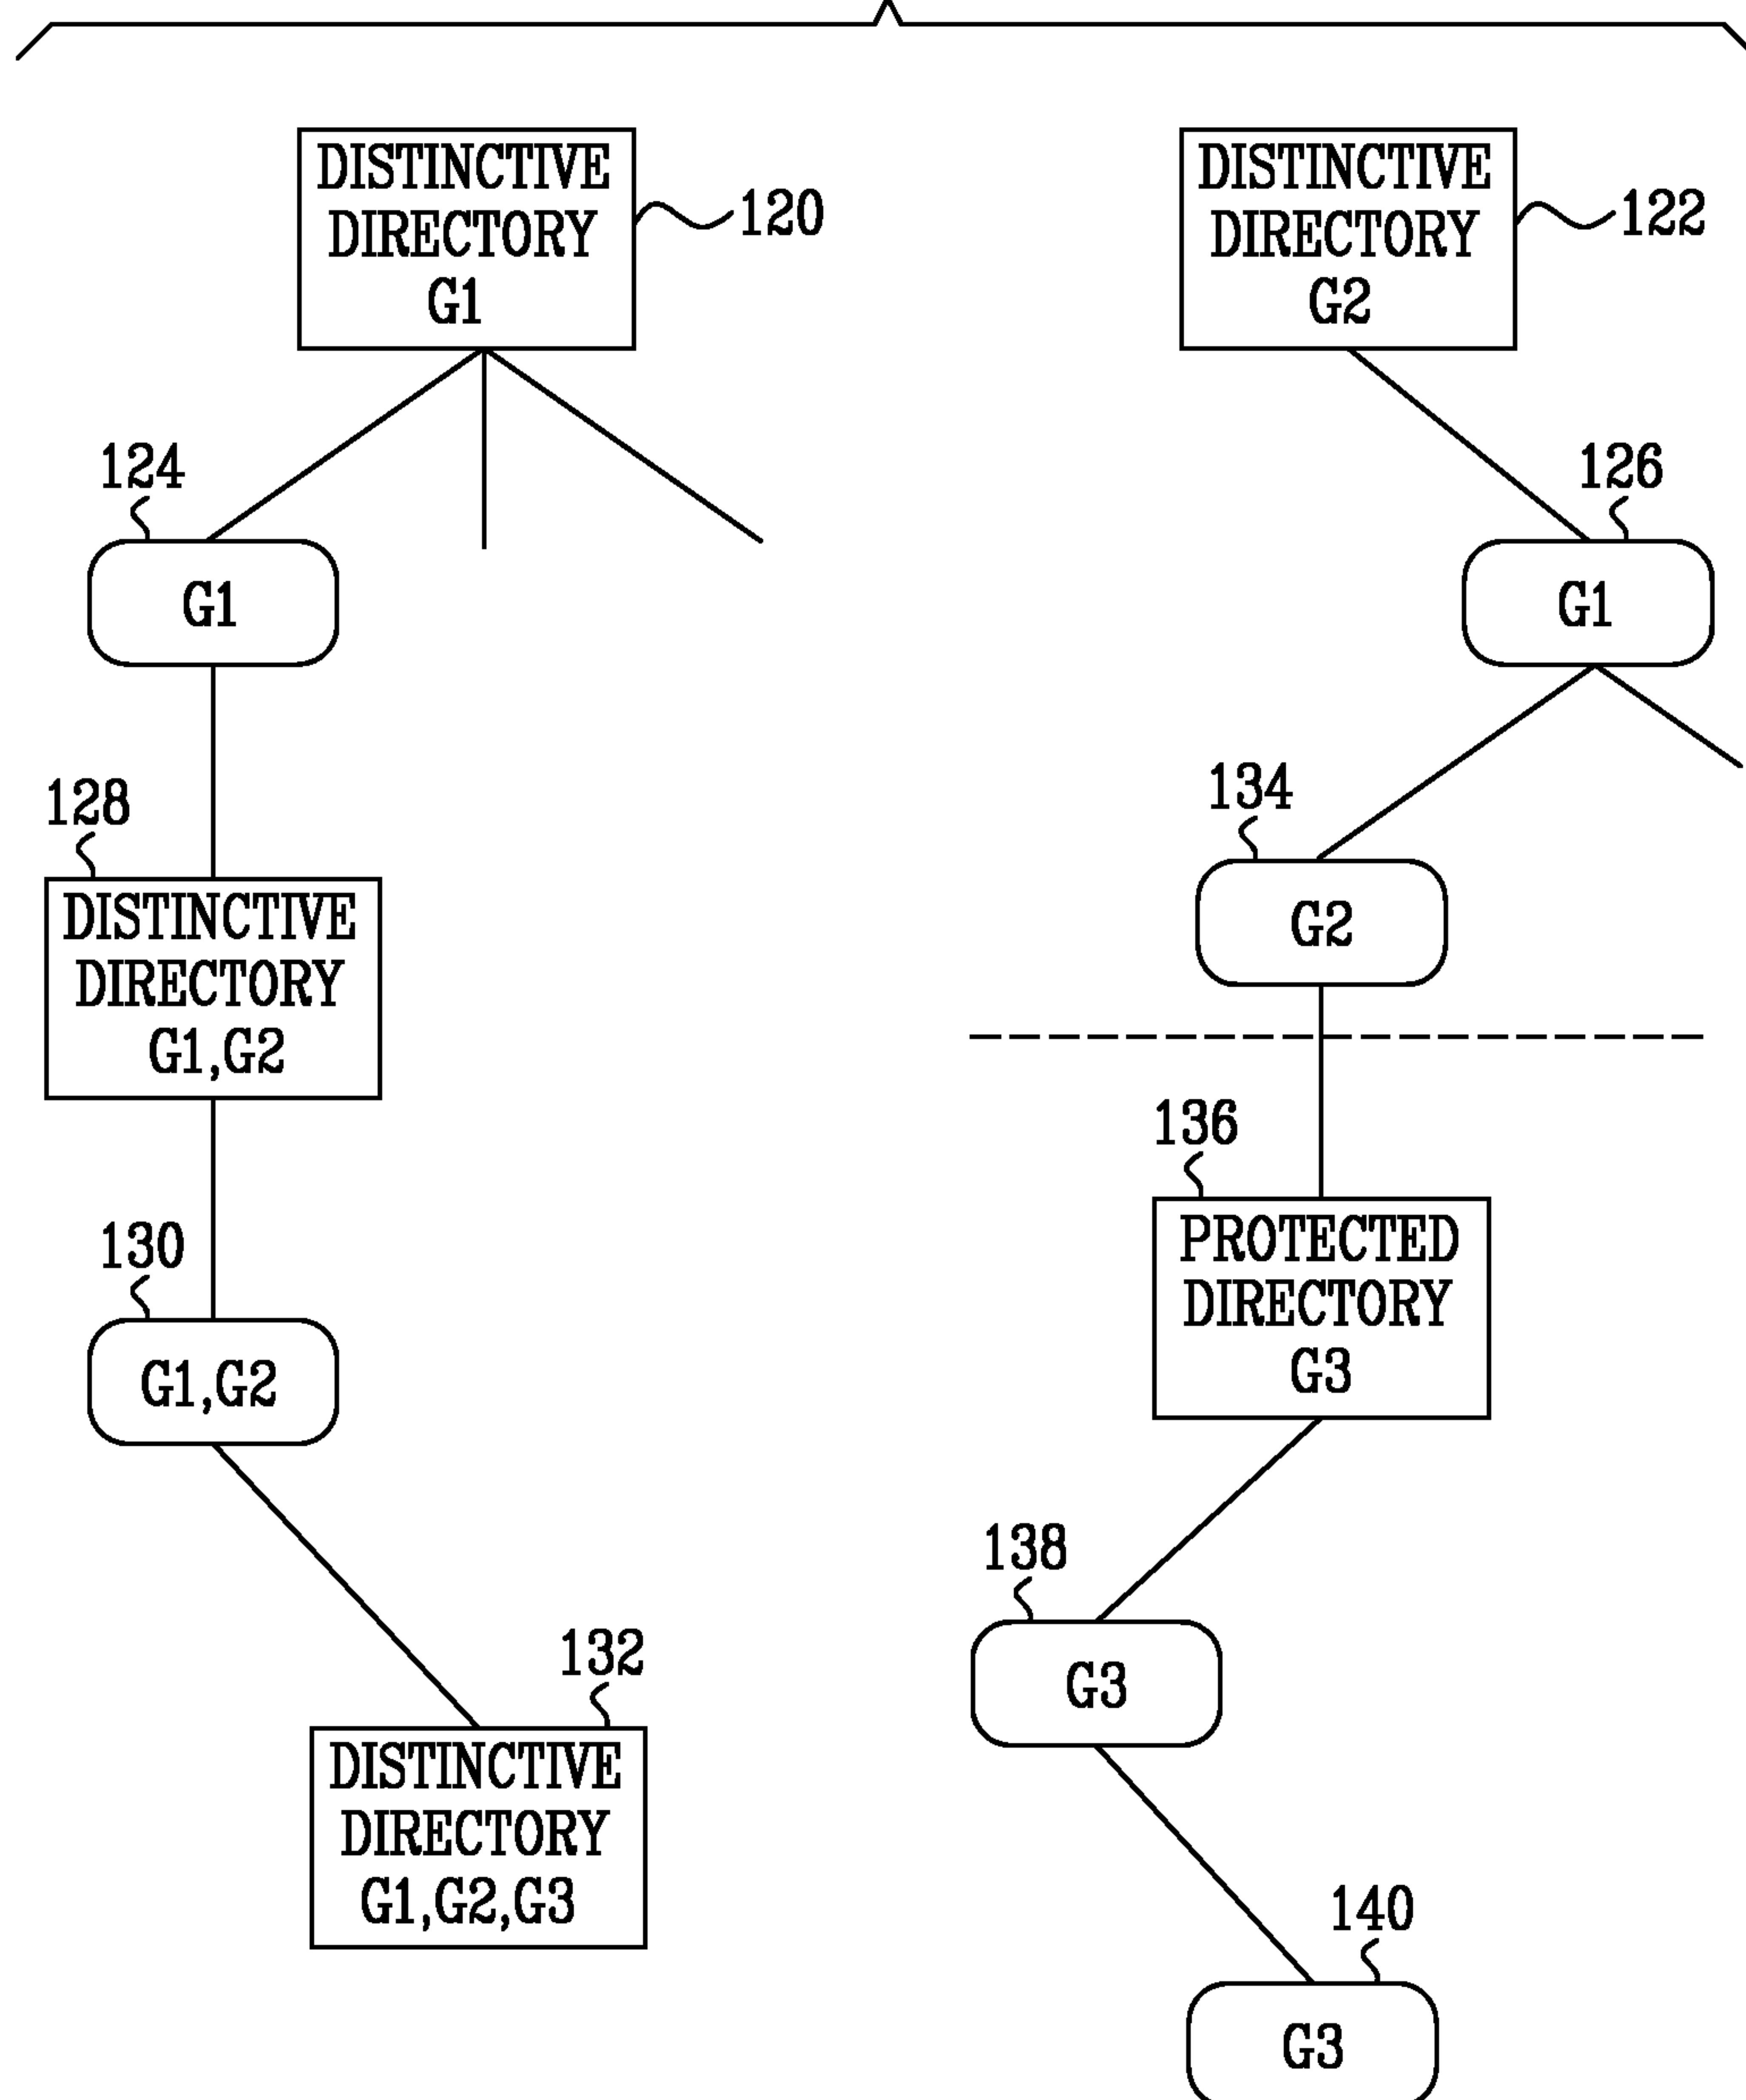 DISTINCTIVE
DIRECTORY
G1
120
DISTINCTIVE
DIRECTORY
G2
122
124
G1
126
G1
128
DISTINCTIVE
DIRECTORY
G1,G2
134
G2
130
G1,G2
136
PROTECTED
DIRECTORY
G3
138
G3
132
DISTINCTIVE
DIRECTORY
G1,G2,G3
140
G3